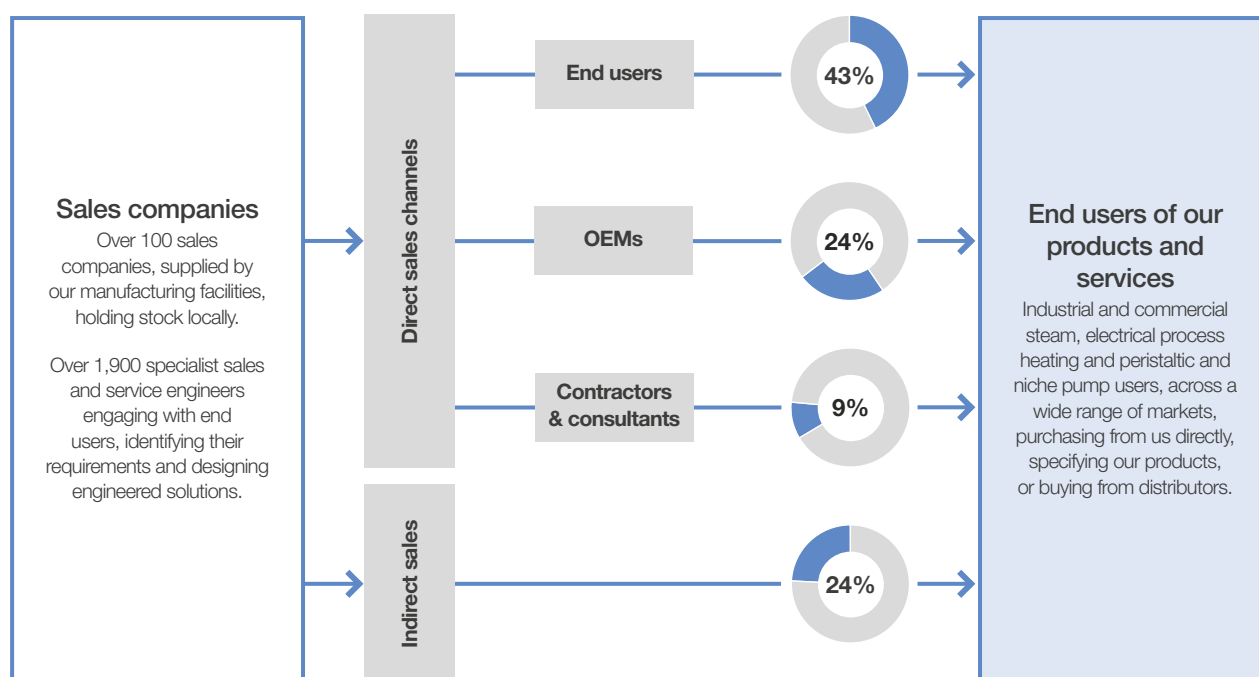 Sales companies
Over 100 sales
companies, supplied by
our manufacturing facilities,
holding stock locally.
Over 1,900 specialist sales
and service engineers
engaging with end
users, identifying their
requirements and designing
engineered solutions.
Direct sales channels
End users
43%
OEMs
24%
Contractors
& consultants
9%
Indirect sales
24%
End users of our
products and
services
Industrial and commercial
steam, electrical process
heating and peristaltic and
niche pump users, across a
wide range of markets,
purchasing from us directly,
specifying our products,
or buying from distributors.